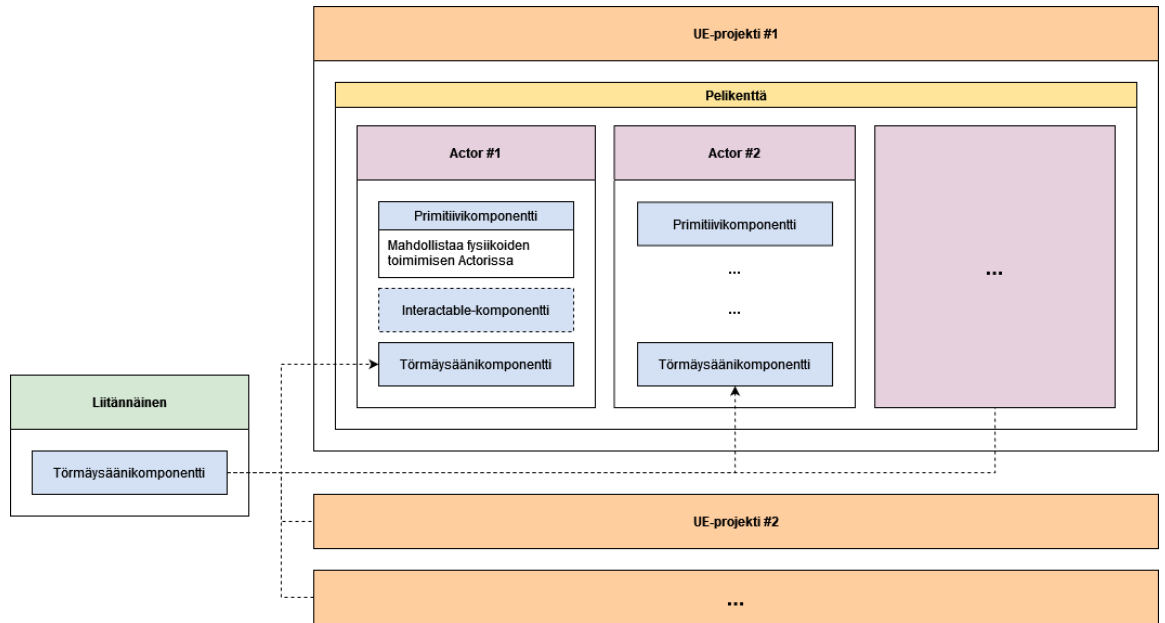 UE-projekti #1
Pelikenttä
Actor #1
Primitiivikomponentti
Mahdollistaa fysiikoiden
toimimisen Actorissa
Interactable-komponentti
Törmäysäänikomponentti
Actor #2
Primitiivikomponentti
...
...
Törmäysäänikomponentti
...
Liitännäinen
Törmäysäänikomponentti
UE-projekti #2
...